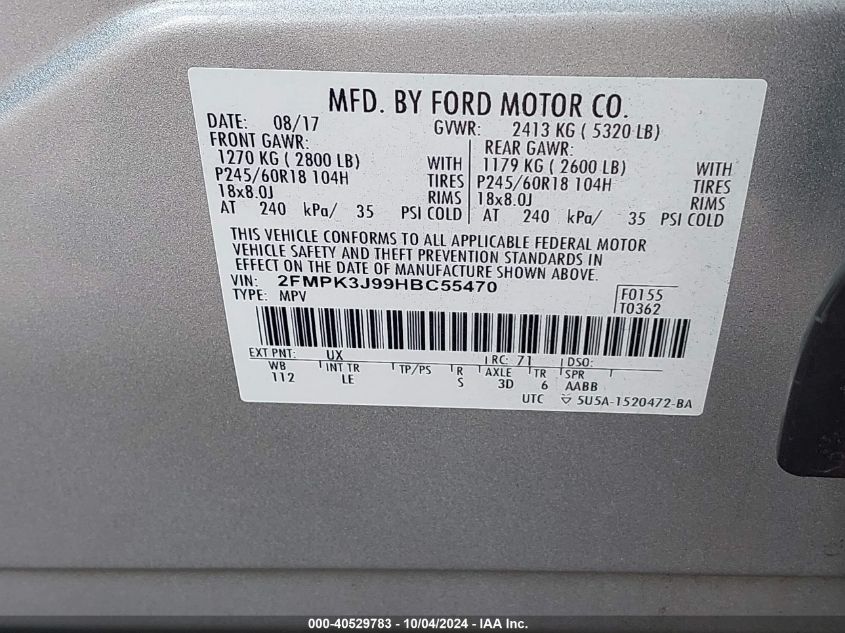 MFD. BY FORD MOTOR CO.
DATE: 08/17 GVWR: 2413 KG ( 5320 LB)
FRONT GAWR: REAR GAWR:
1270 KG ( 2800 LB) WITH 1179 KG ( 2600 LB) WITH
P245/60R18 104H TIRES P245/60R18 104H TIRES
18x8.0J RIMS 18x8.0J RIMS
AT 240 kPa/ 35 PSI COLD AT 240 kPa/ 35 PSI COLD
THIS VEHICLE CONFORMS TO ALL APPLICABLE FEDERAL MOTOR
VEHICLE SAFETY AND THEFT PREVENTION STANDARDS IN
EFFECT ON THE DATE OF MANUFACTURE SHOWN ABOVE.
VIN: 2FMPK3J99HBC55470 F0155
TYPE: MPV T0362
EXT PNT: UX RC: 71 DSO:
WB INT TR TP/PS R AXLE TR SPR
112 LE S 3D 6 AABB
UTC 5U5A-1520472-BA
000-40529783 - 10/04/2024 - IAA Inc.